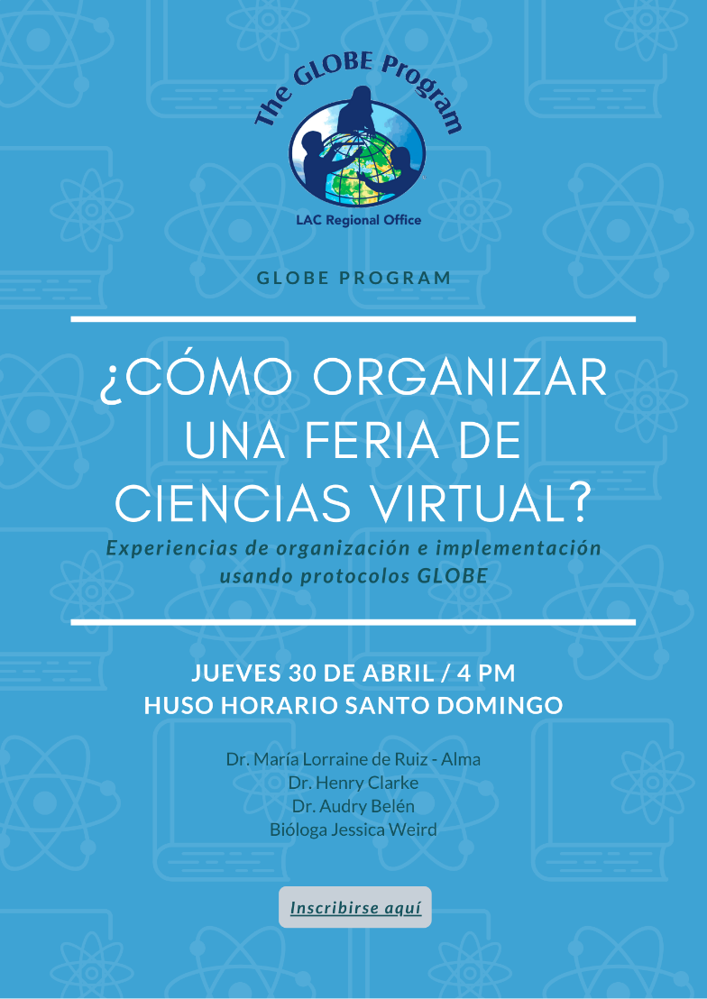 The GLOBE Program
LAC Regional Office
GLOBE PROGRAM
¿CÓMO ORGANIZAR
UNA FERIA DE
CIENCIAS VIRTUAL?
Experiencias de organización e implementación
usando protocolos GLOBE
JUEVES 30 DE ABRIL / 4 PM
HUSO HORARIO SANTO DOMINGO
Dr. María Lorraine de Ruiz - Alma
Dr. Henry Clarke
Dr. Audry Belén
Bióloga Jessica Weird
Inscribirse aquí